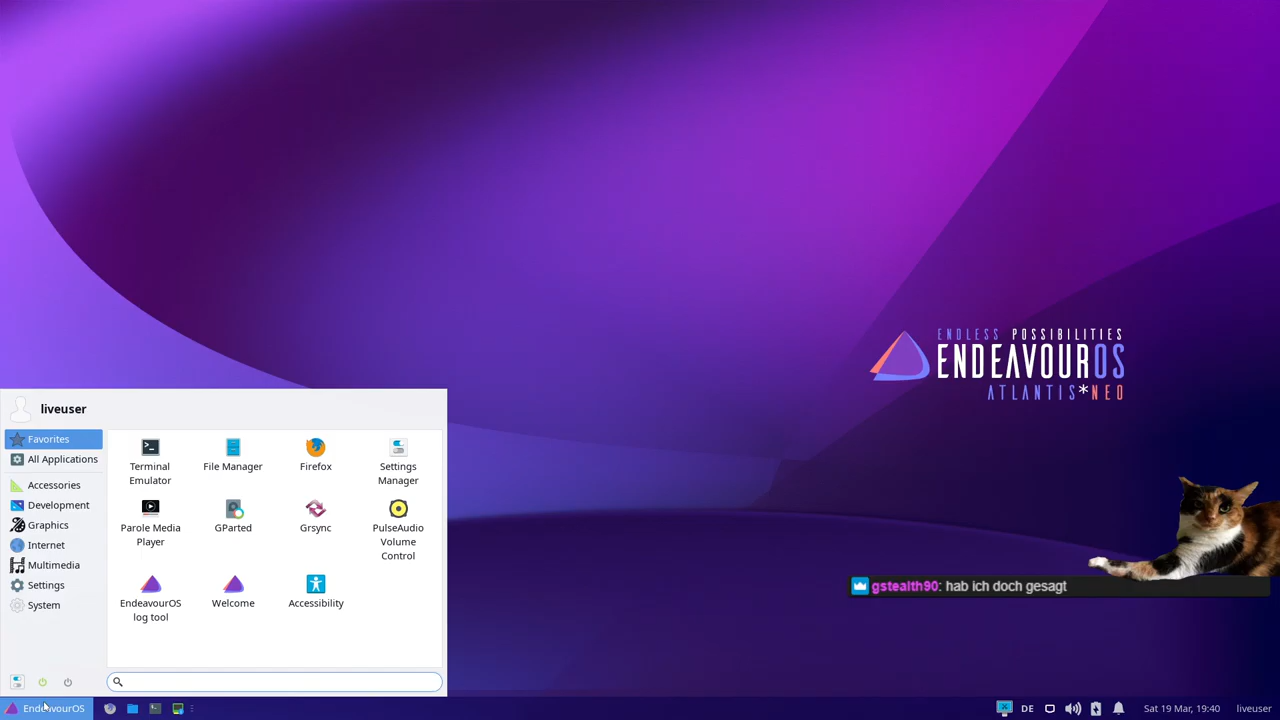 ENDLESS POSSIBILITIES
ENDEAVOUROS
ATLANTIS*NEO
liveuser
Favorites
All Applications
Accessories
Development
Graphics
Internet
Multimedia
Settings
System
Terminal
Emulator
File Manager
Firefox
Settings
Manager
Parole Media
Player
GParted
Grsync
PulseAudio
Volume
Control
EndeavourOS
log tool
Welcome
Accessibility
gstealth90: hab ich doch gesagt
EndeavourOS
DE
Sat 19 Mar, 19:40
liveuser